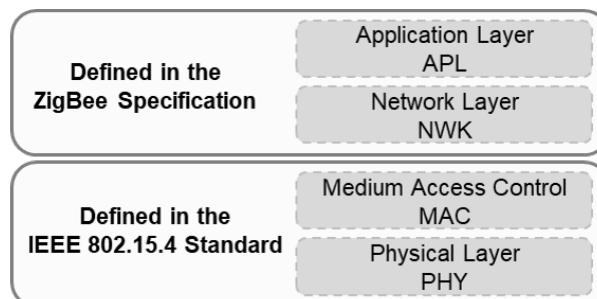 Defined in the
ZigBee Specification
Application Layer
APL
Network Layer
NWK
Defined in the
IEEE 802.15.4 Standard
Medium Access Control
MAC
Physical Layer
PHY